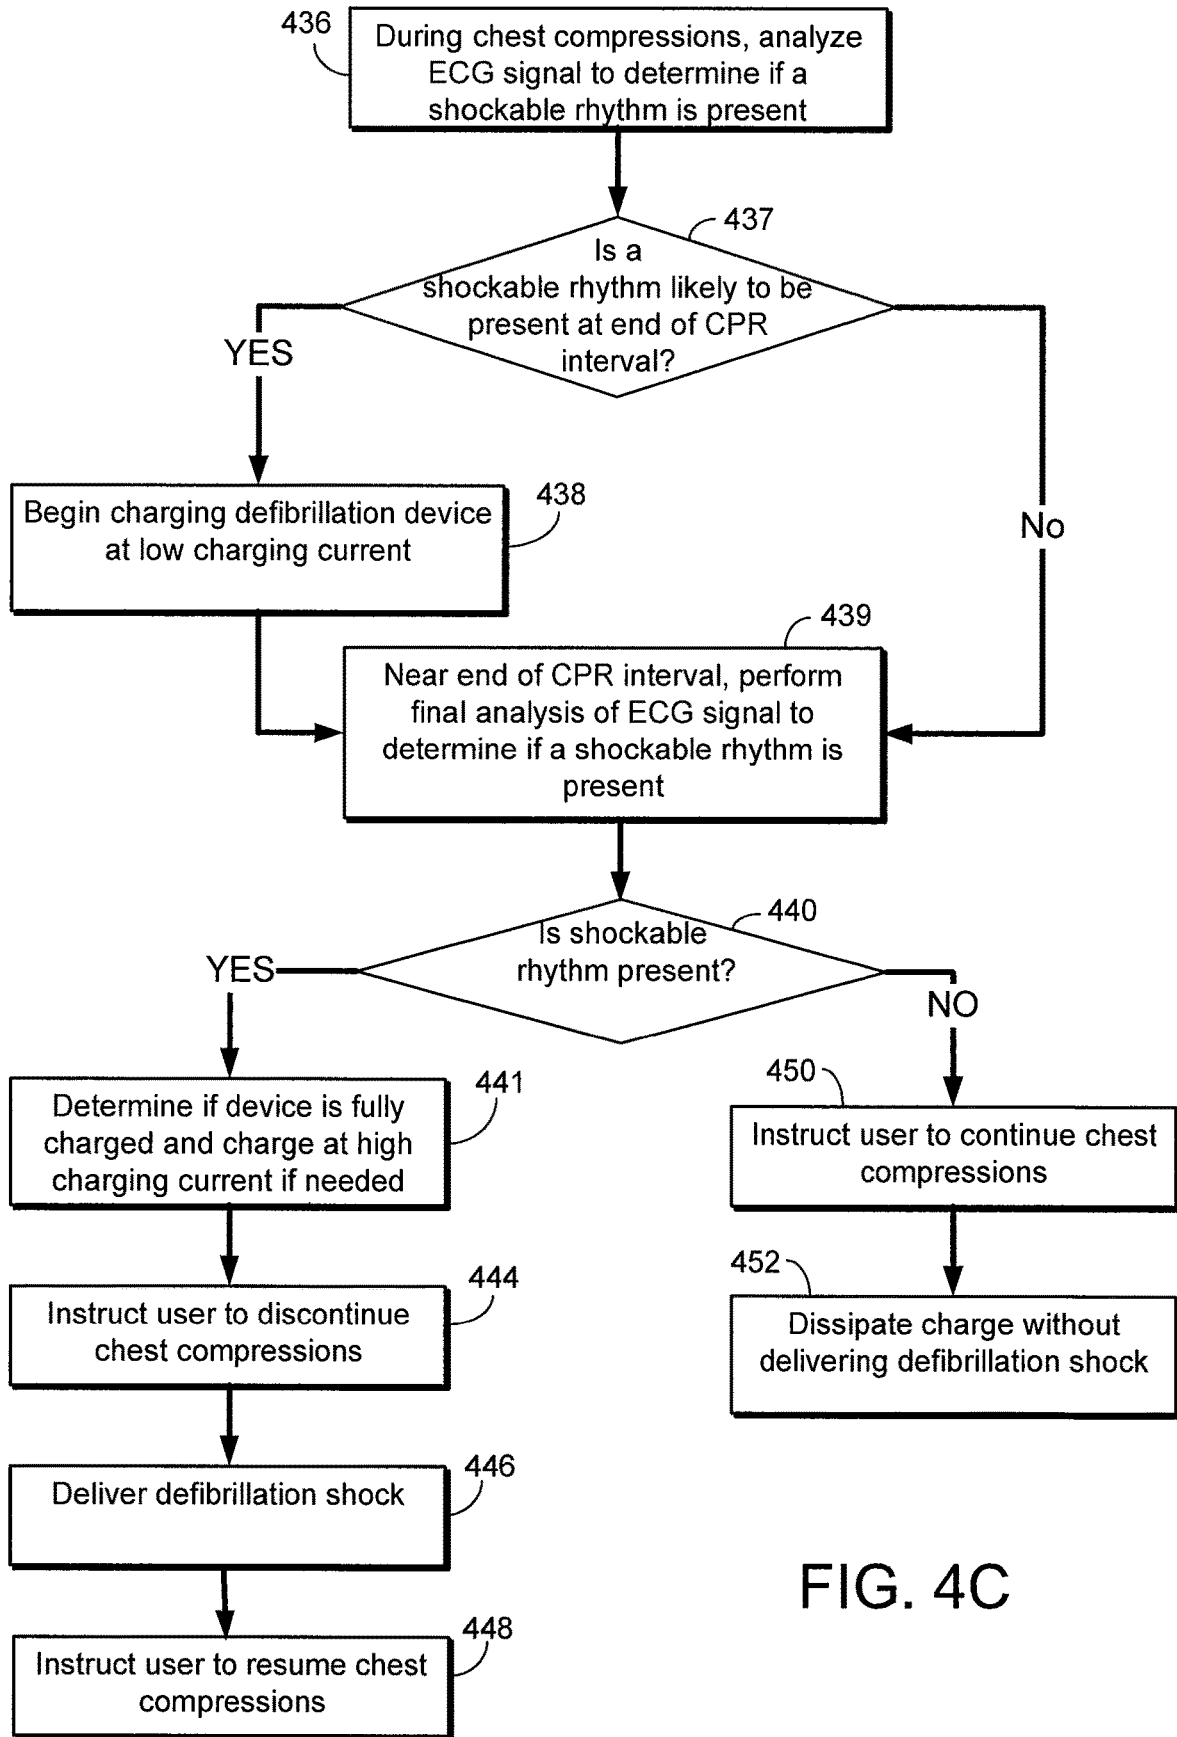 436
During chest compressions, analyze
ECG signal to determine if a
shockable rhythm is present
437
Is a
shockable rhythm likely to be
present at end of CPR
interval?
YES
No
438
Begin charging defibrillation device
at low charging current
439
Near end of CPR interval, perform
final analysis of ECG signal to
determine if a shockable rhythm is
present
440
Is shockable
rhythm present?
YES
NO
441
Determine if device is fully
charged and charge at high
charging current if needed
450
Instruct user to continue chest
compressions
444
Instruct user to discontinue
chest compressions
452
Dissipate charge without
delivering defibrillation shock
446
Deliver defibrillation shock
448
Instruct user to resume chest
compressions
FIG. 4C